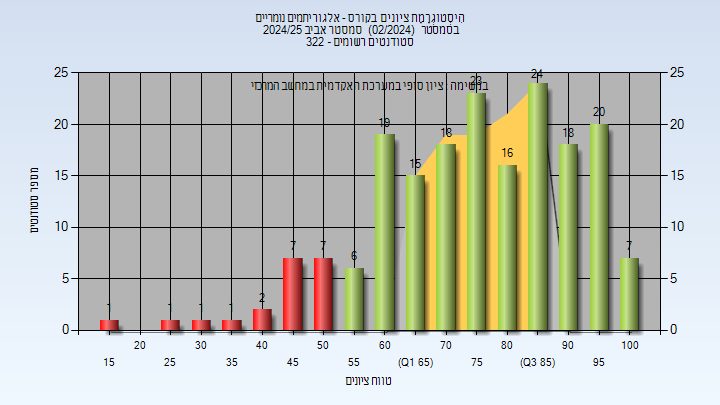 היסטוגרמת ציונים בקורס - אלגוריתמים נומריים
בסמסטר (02/2024) סמסטר אביב 2024/25
סטודנטים רשומים - 322
במשימה: ציון סופי במערכת האקדמית במחשב המרכזי
מספר סטודנטים
25 25
20 20
15 15
10 10
5 5
0 0
1 1 1 1 2 7 7 6 19 15 18 23 16 24 18 20 7
20 30 40 50 60 70 80 90 100
15 25 35 45 55 (Q1 65) 75 (Q3 85) 95
טווח ציונים